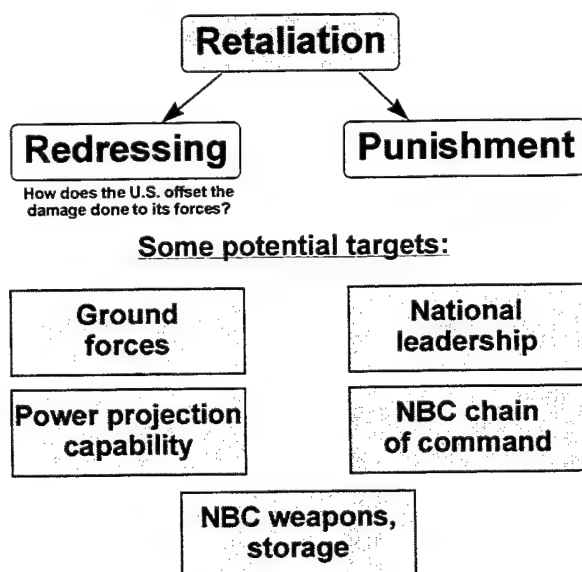 Retaliation
Redressing
Punishment
How does the U.S. offset the
damage done to its forces?
Some potential targets:
Ground
forces
National
leadership
Power projection
capability
NBC chain
of command
NBC weapons,
storage